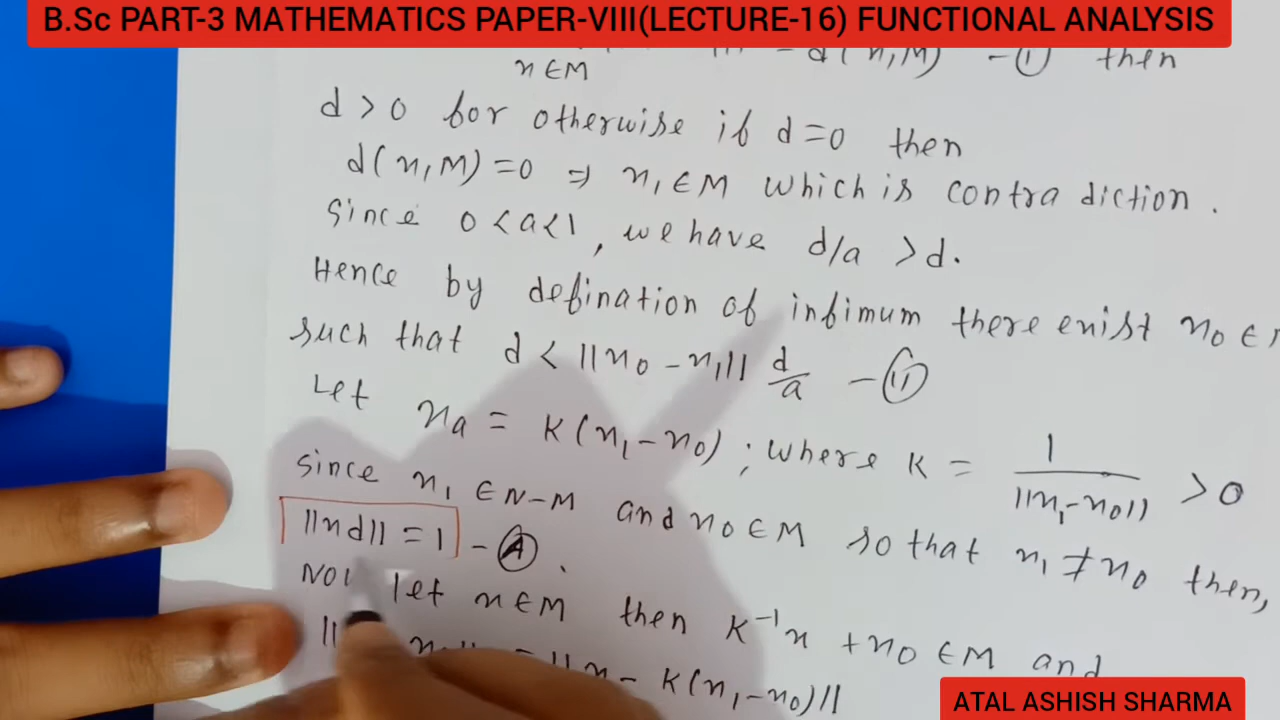 B.Sc PART-3 MATHEMATICS PAPER-VIII(LECTURE-16) FUNCTIONAL ANALYSIS
x∈M = d(x,M) -① then
d>0 for otherwise if d=0 then
d(x,M)=0 ⇒ x₁∈M which is contradiction.
since 0<a<1, we have d/a >d.
Hence by defination of infimum there exist x₀∈
such that d< ||x₀-x₁|| d/a -(ii)
Let xa = K(x₁-x₀); where K = 1/||x₁-x₀|| >0
since x₁∈N-M and x₀∈M so that x₁≠x₀ then,
||xd||=1 -Ⓐ.
let x∈M then K⁻¹x +x₀∈M and
x- K(x₁-x₀)||
ATAL ASHISH SHARMA